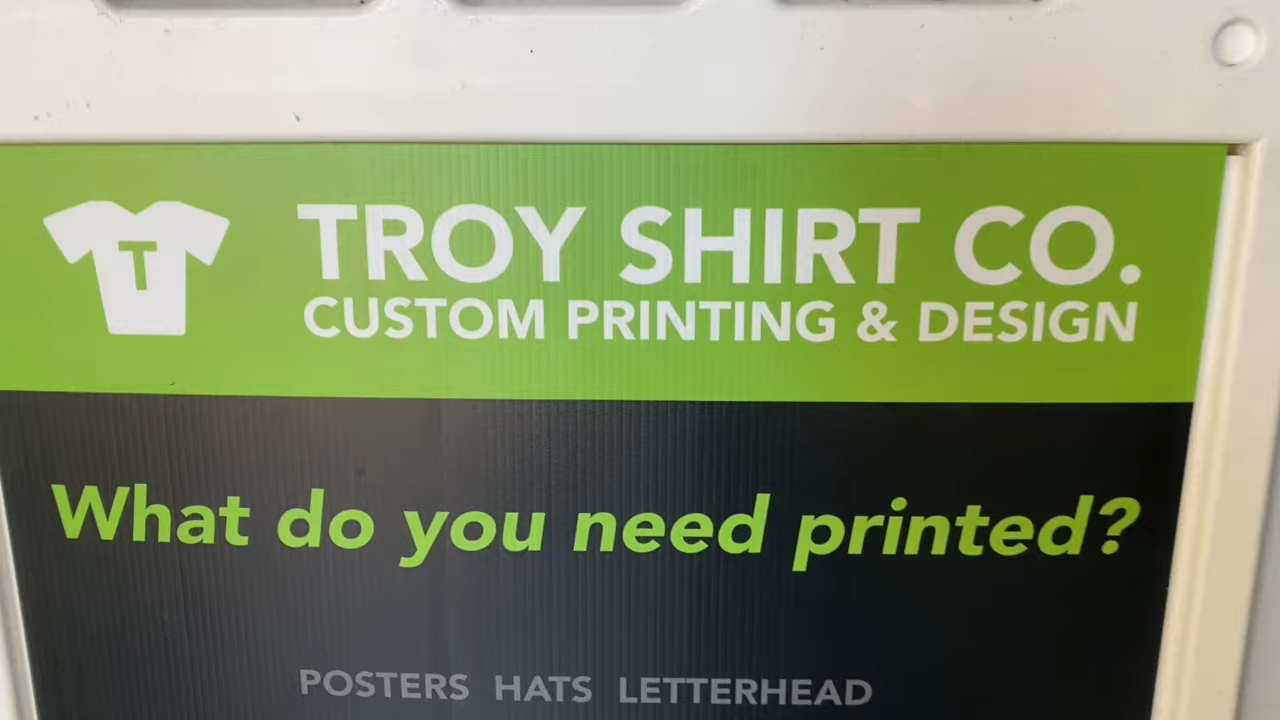 T
TROY SHIRT CO.
CUSTOM PRINTING & DESIGN
What do you need printed?
POSTERS HATS LETTERHEAD